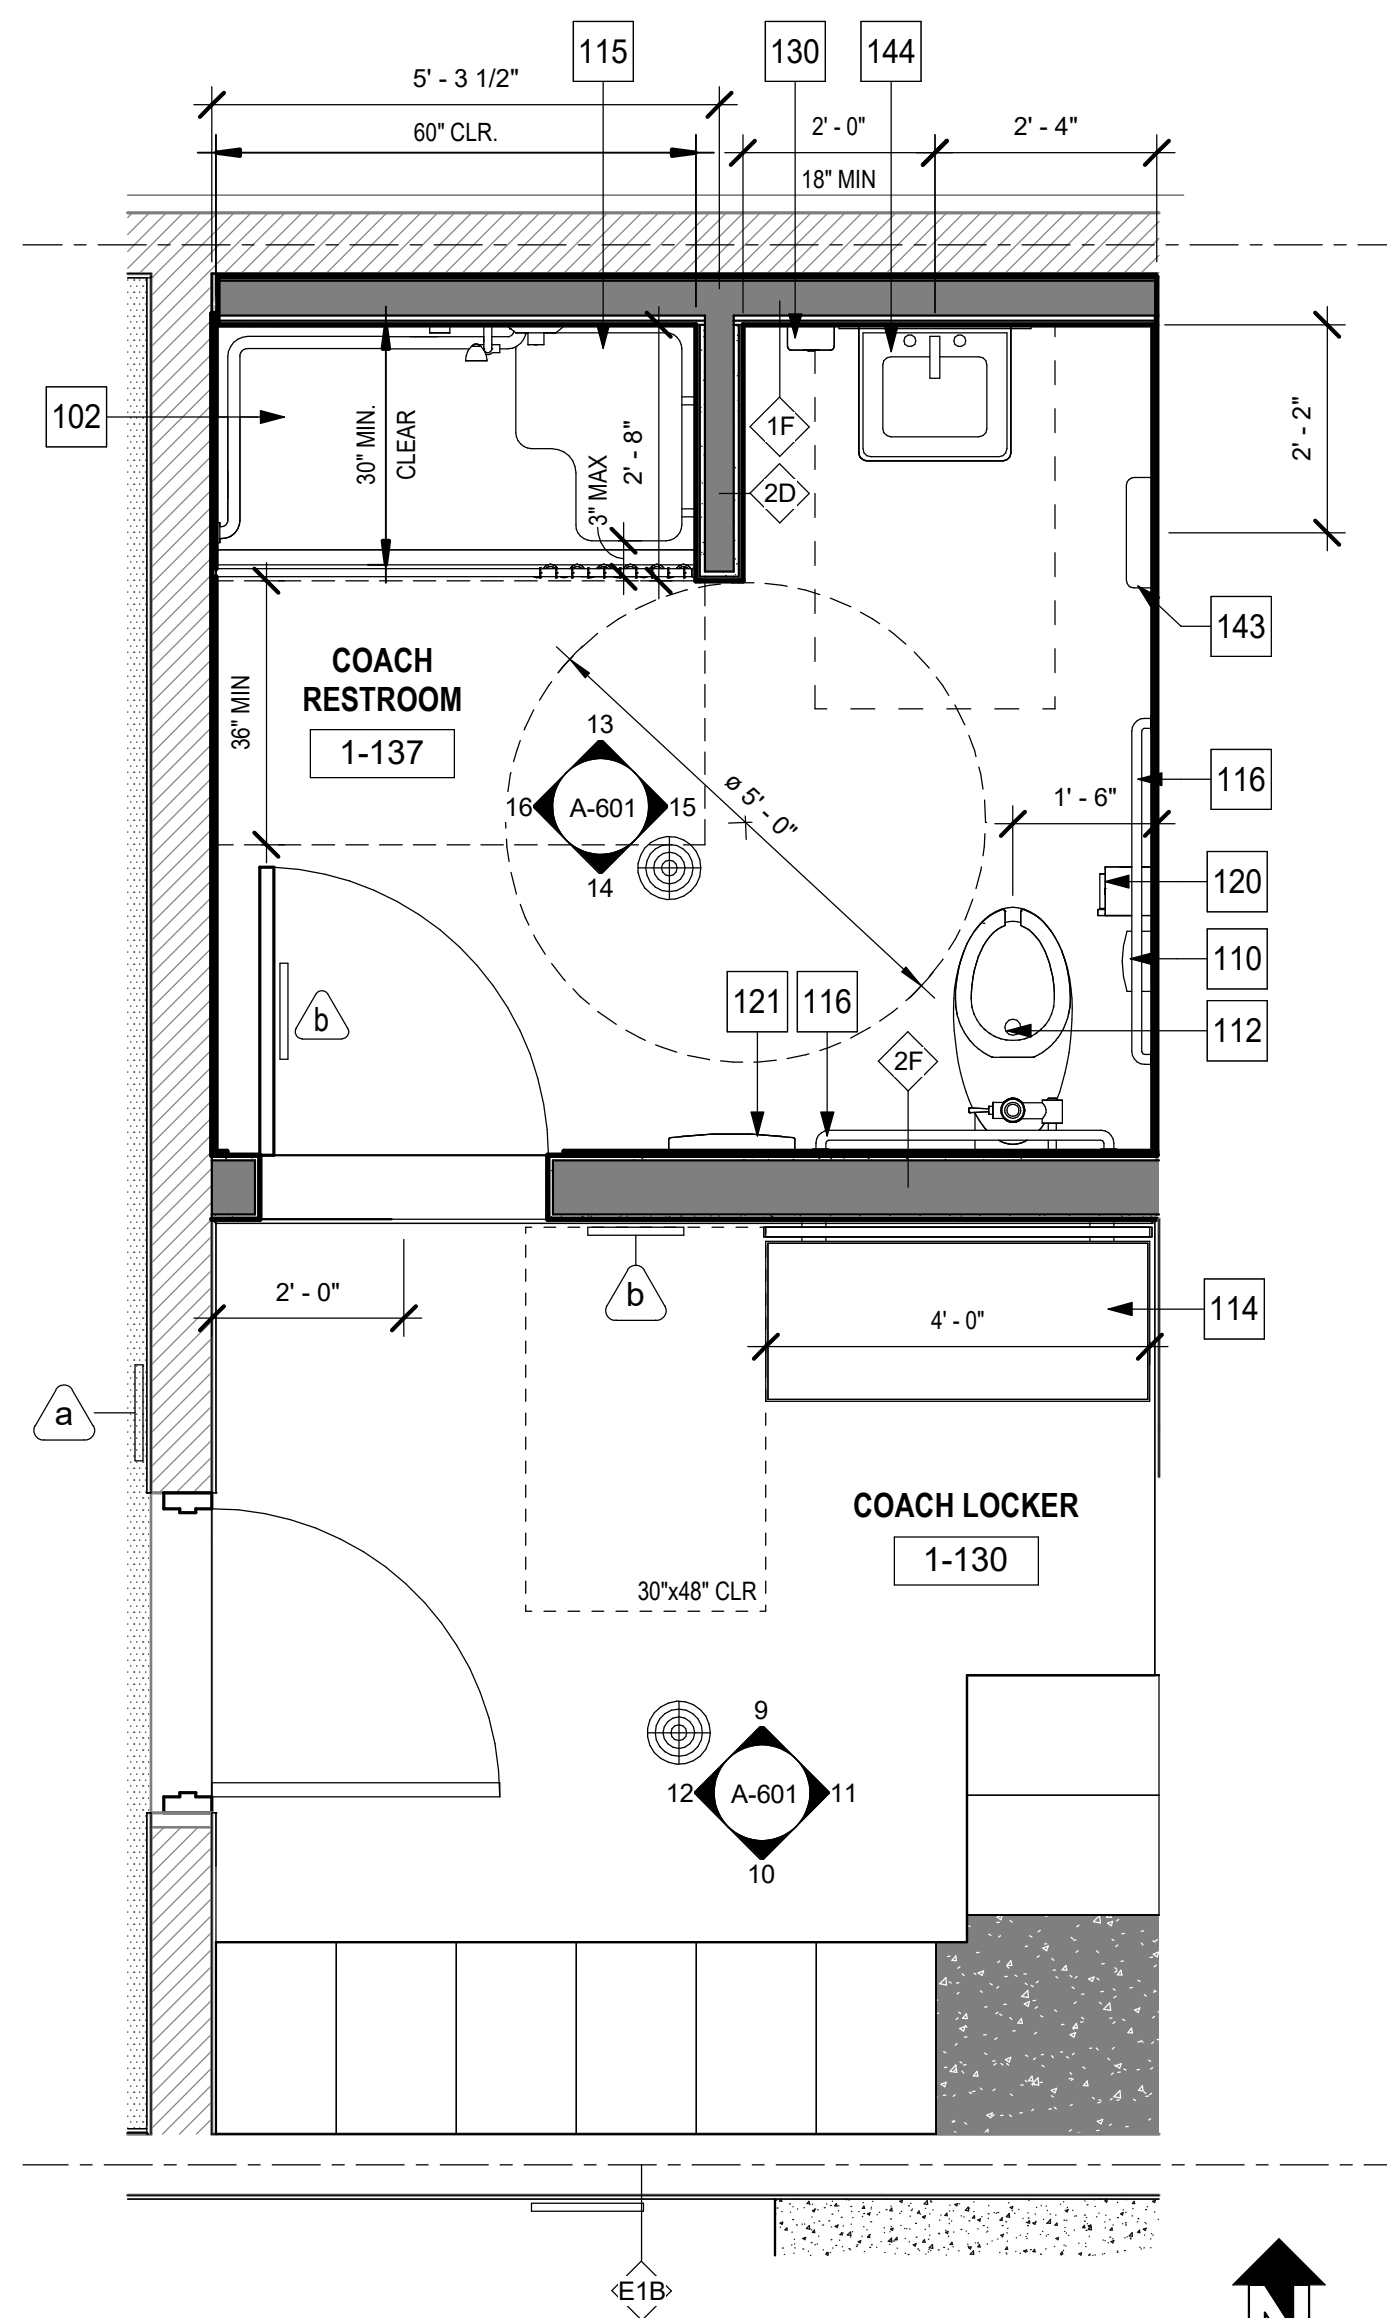 115
130
144
5' - 3 1/2"
60" CLR.
2' - 0"
2' - 4"
18" MIN
102
30" MIN.
CLEAR
3" MAX
2' - 8"
1F
2D
2' - 2"
143
COACH
RESTROOM
1-137
36" MIN
13
16
A-601
15
14
ø 5' - 0"
1' - 6"
116
120
110
112
b
121
116
2F
2' - 0"
b
4' - 0"
114
a
COACH LOCKER
1-130
30"x48" CLR
9
12
A-601
11
10
E1B
N